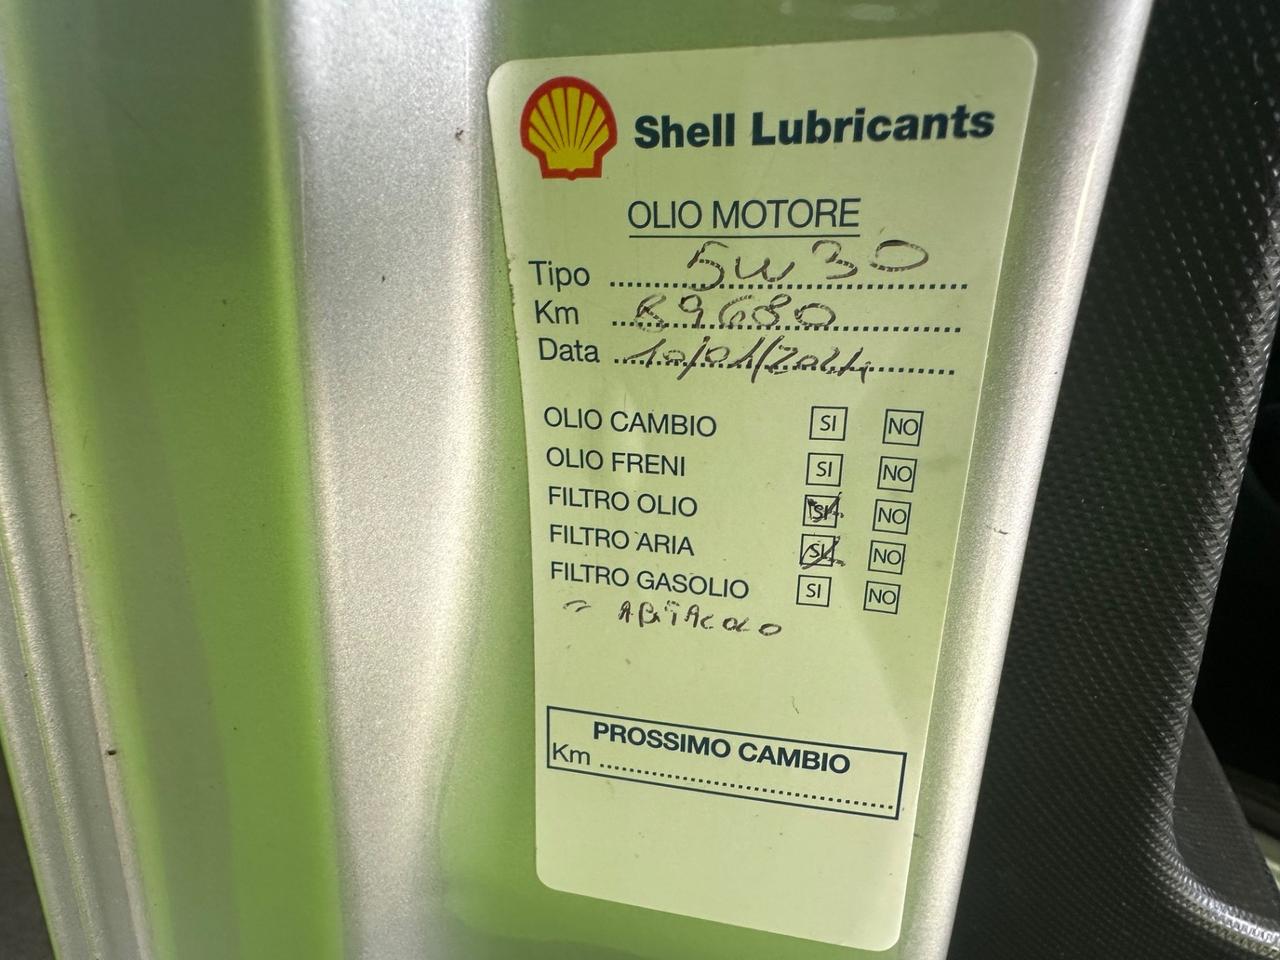 Shell Lubricants
OLIO MOTORE
Tipo 5W30
Km 89680
Data 10/01/2024
OLIO CAMBIO SI NO
OLIO FRENI SI NO
FILTRO OLIO SI NO
FILTRO ARIA SI NO
FILTRO GASOLIO SI NO
ABITACOLO
PROSSIMO CAMBIO
Km